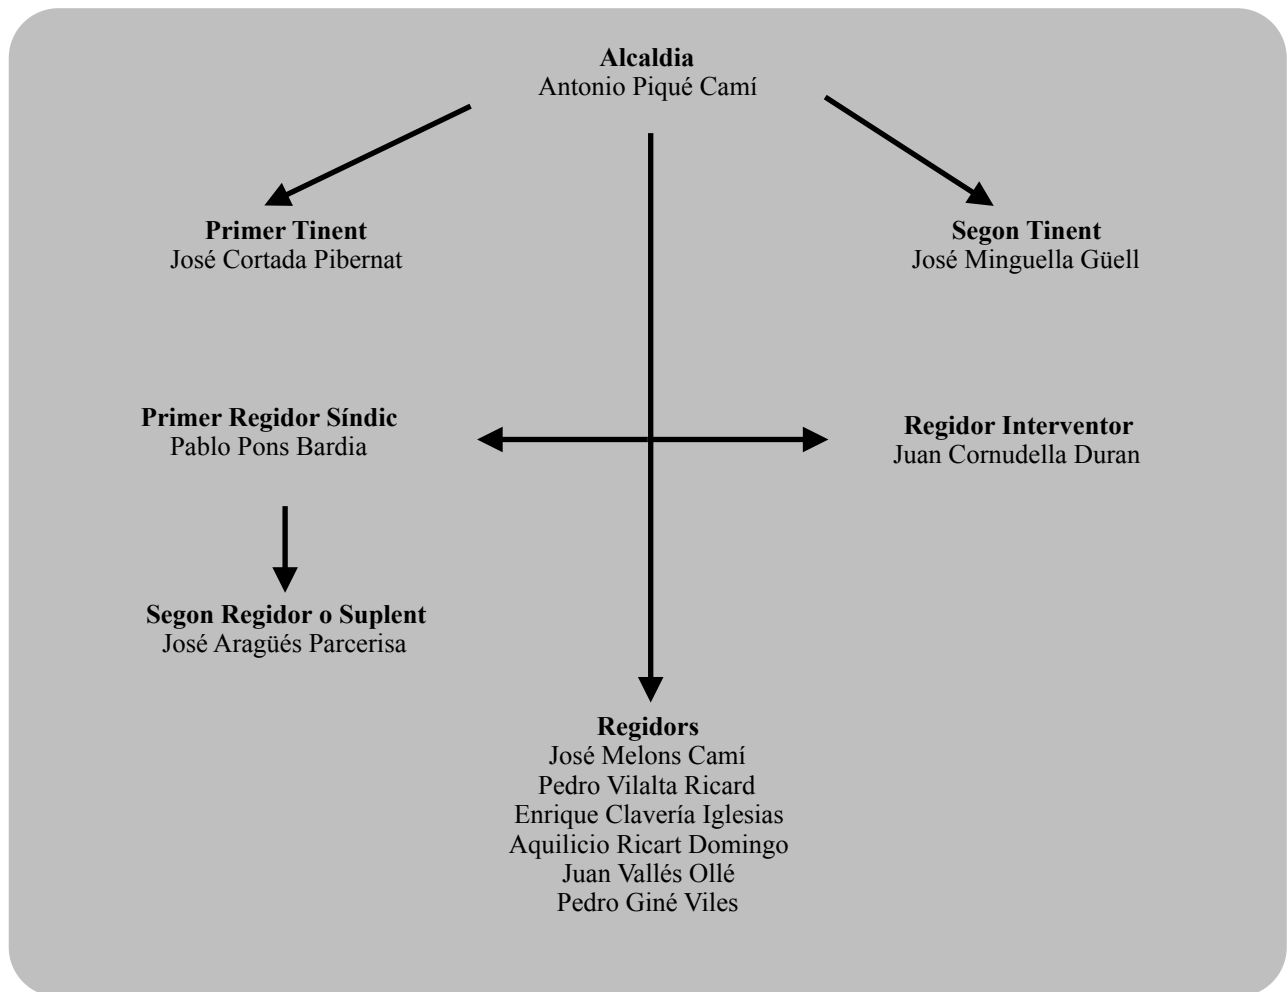 Alcaldia
Antonio Piqué Camí
Primer Tinent
José Cortada Pibernat
Segon Tinent
José Minguella Güell
Primer Regidor Síndic
Pablo Pons Bardia
Regidor Interventor
Juan Cornudella Duran
Segon Regidor o Suplent
José Aragüés Parcerisa
Regidors
José Melons Camí
Pedro Vilalta Ricard
Enrique Clavería Iglesias
Aquilicio Ricart Domingo
Juan Vallés Ollé
Pedro Giné Viles